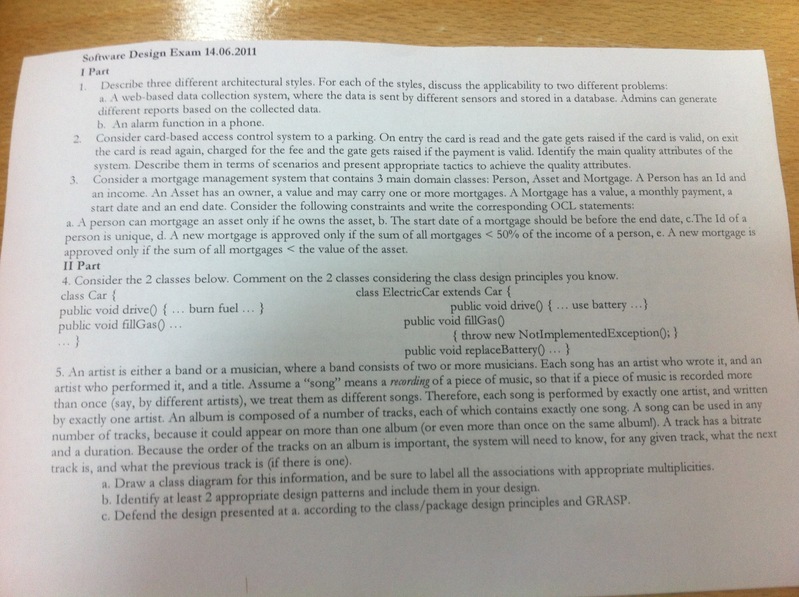 Software Design Exam 14.06.2011
I Part
1. Describe three different architectural styles. For each of the styles, discuss the applicability to two different problems:
a. A web-based data collection system, where the data is sent by different sensors and stored in a database. Admins can generate
different reports based on the collected data.
b. An alarm function in a phone.
2. Consider card-based access control system to a parking. On entry the card is read and the gate gets raised if the card is valid, on exit
the card is read again, charged for the fee and the gate gets raised if the payment is valid. Identify the main quality attributes of the
system. Describe them in terms of scenarios and present appropriate tactics to achieve the quality attributes.
3. Consider a mortgage management system that contains 3 main domain classes: Person, Asset and Mortgage. A Person has an Id and
an income. An Asset has an owner, a value and may carry one or more mortgages. A Mortgage has a value, a monthly payment, a
start date and an end date. Consider the following constraints and write the corresponding OCL statements:
a. A person can mortgage an asset only if he owns the asset, b. The start date of a mortgage should be before the end date, c.The Id of a
person is unique, d. A new mortgage is approved only if the sum of all mortgages < 50% of the income of a person, e. A new mortgage is
approved only if the sum of all mortgages < the value of the asset.
II Part
4. Consider the 2 classes below. Comment on the 2 classes considering the class design principles you know.
class Car { class ElectricCar extends Car {
public void drive() { … burn fuel … } public void drive() { … use battery …}
public void fillGas() … public void fillGas()
… } { throw new NotImplementedException(); }
public void replaceBattery() … }
5. An artist is either a band or a musician, where a band consists of two or more musicians. Each song has an artist who wrote it, and an
artist who performed it, and a title. Assume a “song” means a recording of a piece of music, so that if a piece of music is recorded more
than once (say, by different artists), we treat them as different songs. Therefore, each song is performed by exactly one artist, and written
by exactly one artist. An album is composed of a number of tracks, each of which contains exactly one song. A song can be used in any
number of tracks, because it could appear on more than one album (or even more than once on the same album!). A track has a bitrate
and a duration. Because the order of the tracks on an album is important, the system will need to know, for any given track, what the next
track is, and what the previous track is (if there is one).
a. Draw a class diagram for this information, and be sure to label all the associations with appropriate multiplicities.
b. Identify at least 2 appropriate design patterns and include them in your design.
c. Defend the design presented at a. according to the class/package design principles and GRASP.